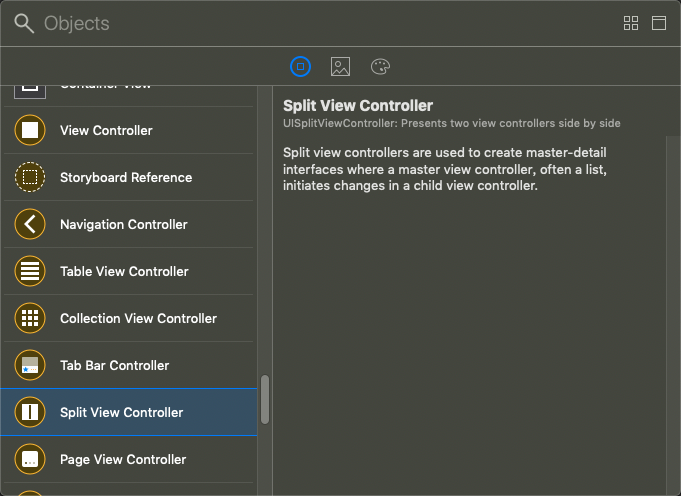 Objects
Container View
View Controller
Storyboard Reference
Navigation Controller
Table View Controller
Collection View Controller
Tab Bar Controller
Split View Controller
Page View Controller
Split View Controller
UISplitViewController: Presents two view controllers side by side
Split view controllers are used to create master-detail
interfaces where a master view controller, often a list,
initiates changes in a child view controller.